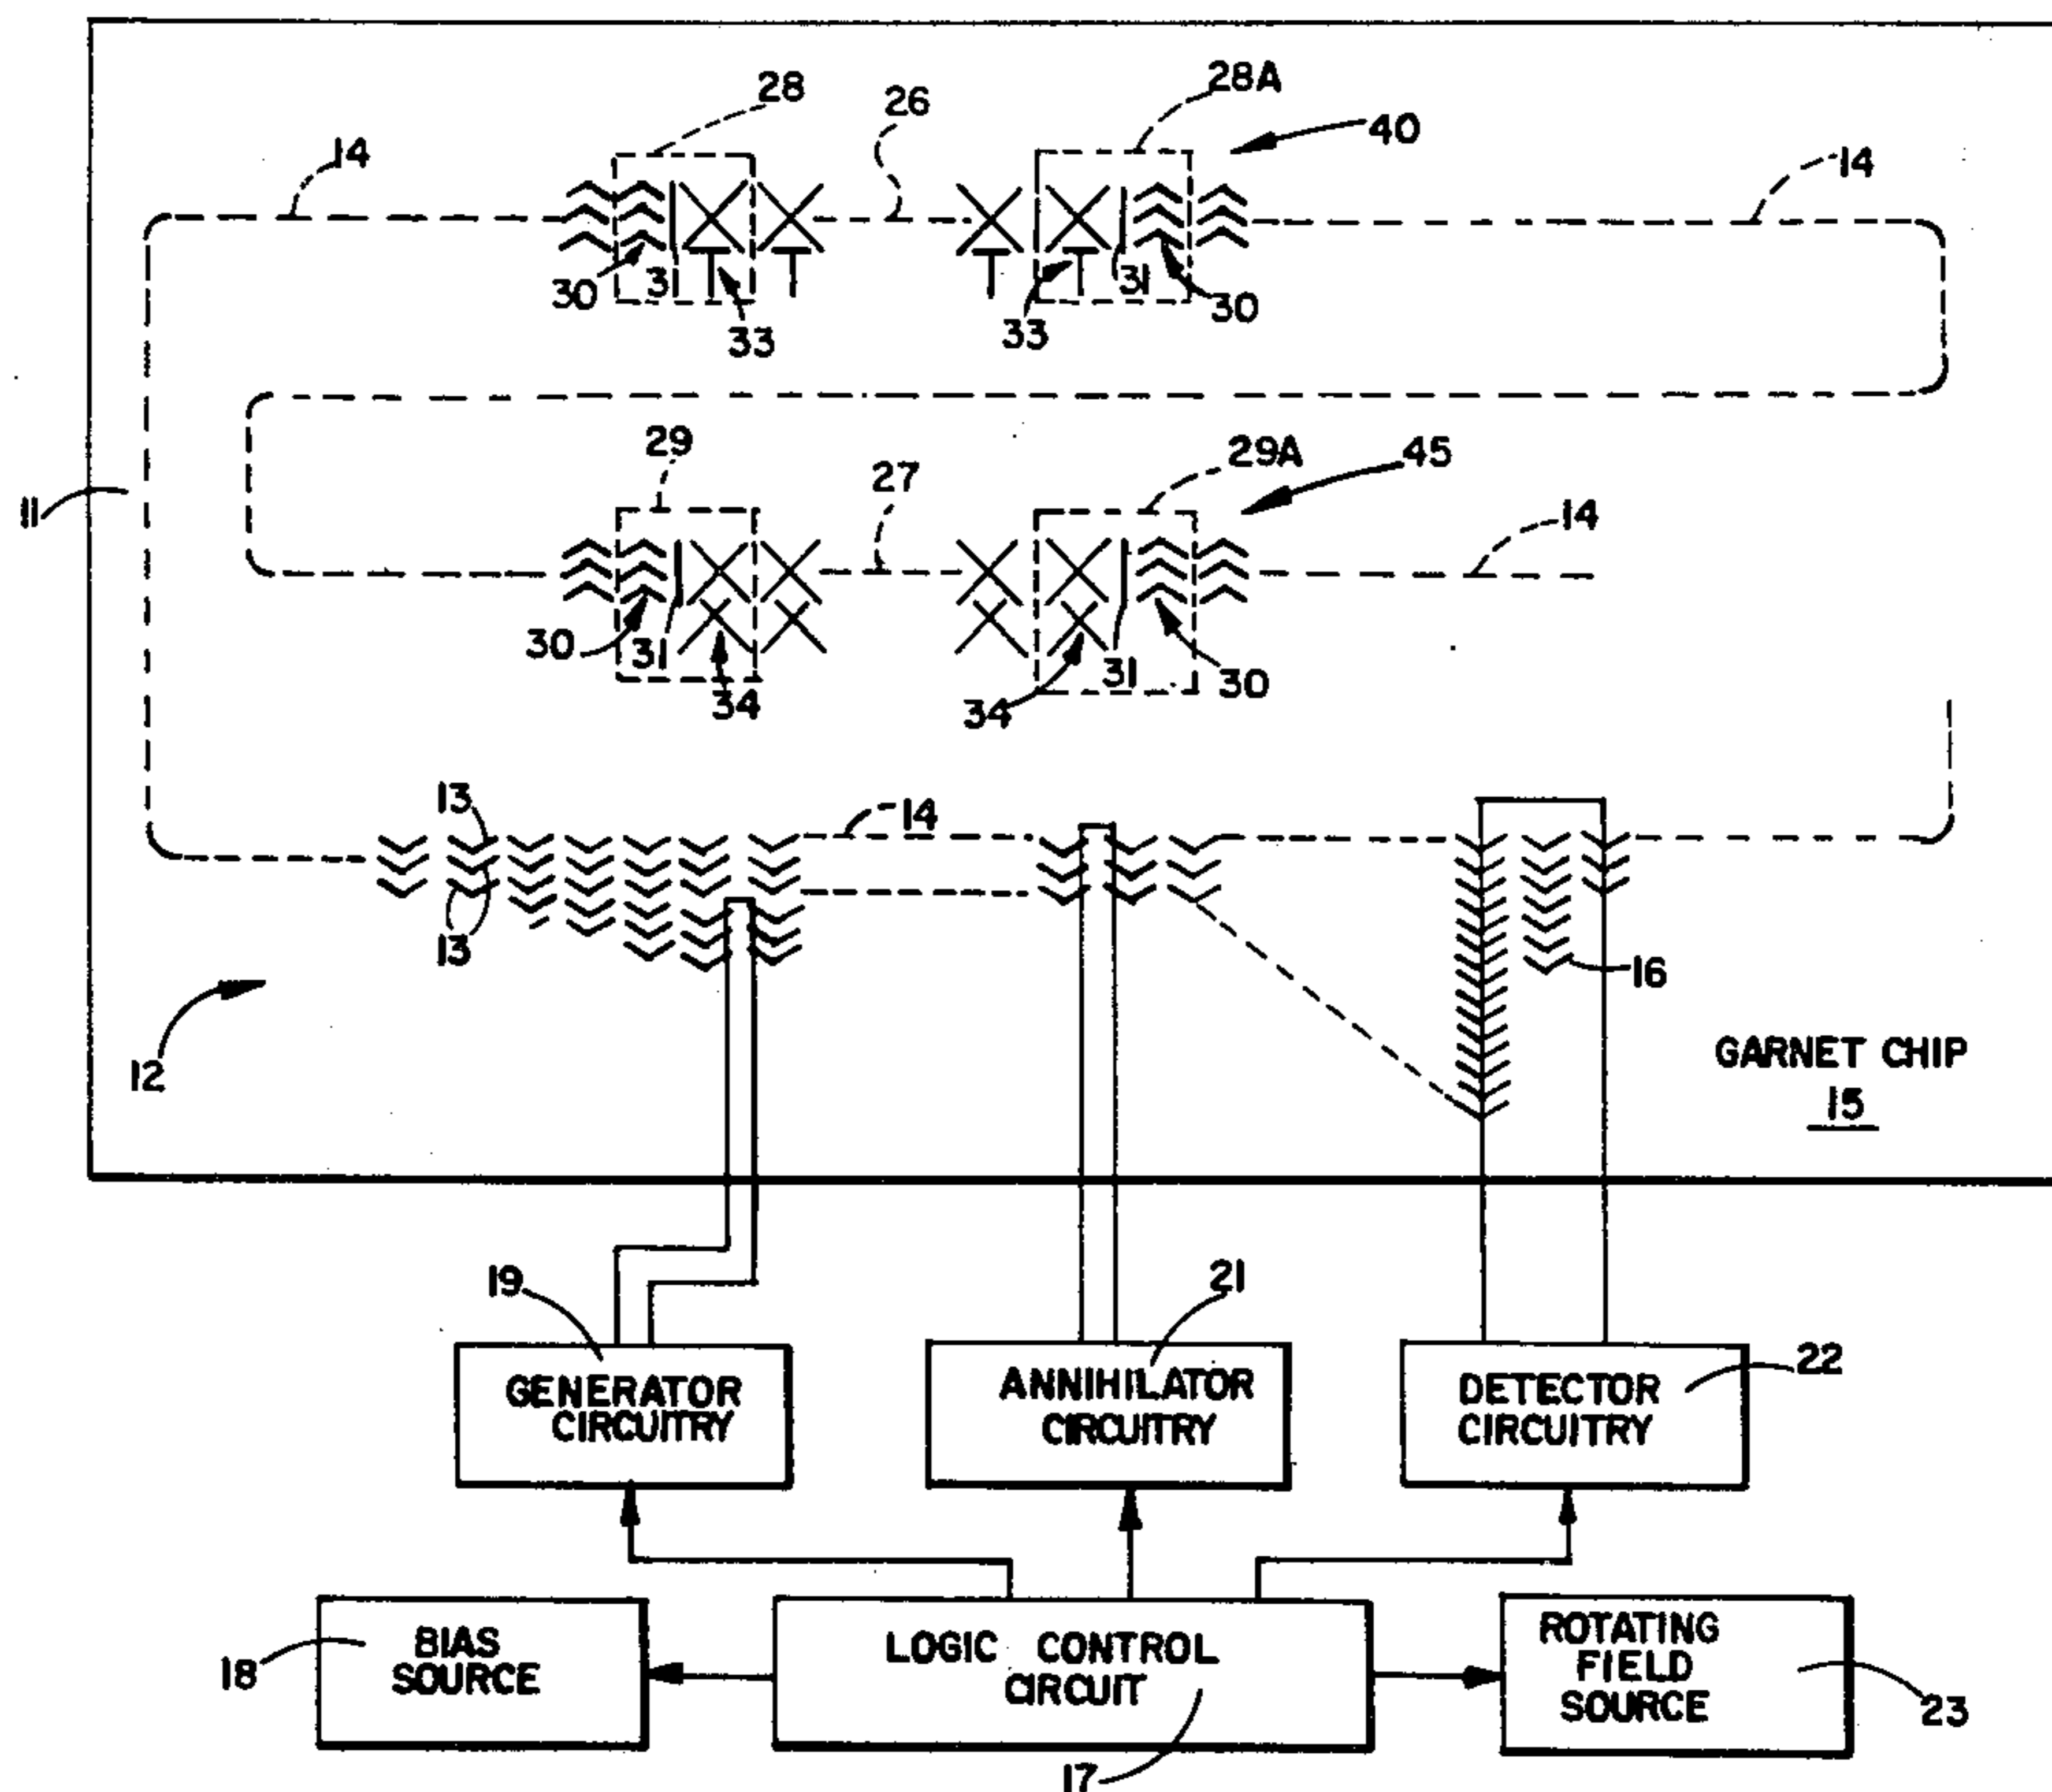 28
26
28A
40
14
14
30
31
33
33
31
30
11
29
27
29A
45
14
30
31
34
34
31
30
13
14
13
16
12
GARNET CHIP
15
19
21
22
GENERATOR
CIRCUITRY
ANNIHILATOR
CIRCUITRY
DETECTOR
CIRCUITRY
18
BIAS
SOURCE
LOGIC CONTROL
CIRCUIT
17
ROTATING
FIELD
SOURCE
23